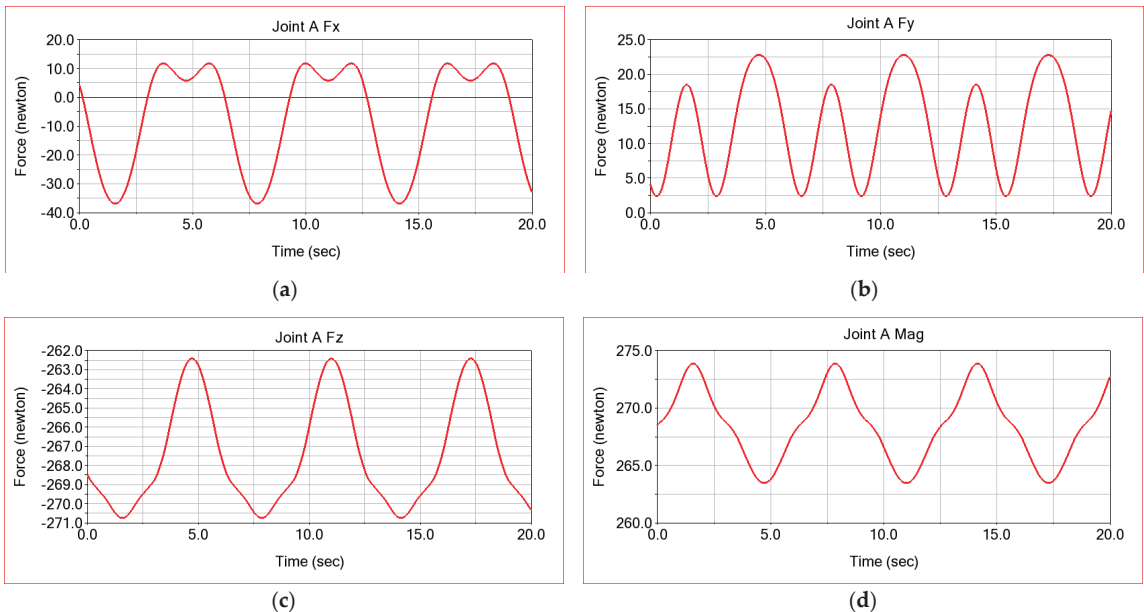 Joint A Fx
20.0
10.0
0.0
-10.0
-20.0
-30.0
-40.0
Force (newton)
0.0 5.0 10.0 15.0 20.0
Time (sec)
(a)
Joint A Fy
25.0
20.0
15.0
10.0
5.0
0.0
Force (newton)
0.0 5.0 10.0 15.0 20.0
Time (sec)
(b)
Joint A Fz
-262.0
-263.0
-264.0
-265.0
-266.0
-267.0
-268.0
-269.0
-270.0
-271.0
Force (newton)
0.0 5.0 10.0 15.0 20.0
Time (sec)
(c)
Joint A Mag
275.0
270.0
265.0
260.0
Force (newton)
0.0 5.0 10.0 15.0 20.0
Time (sec)
(d)